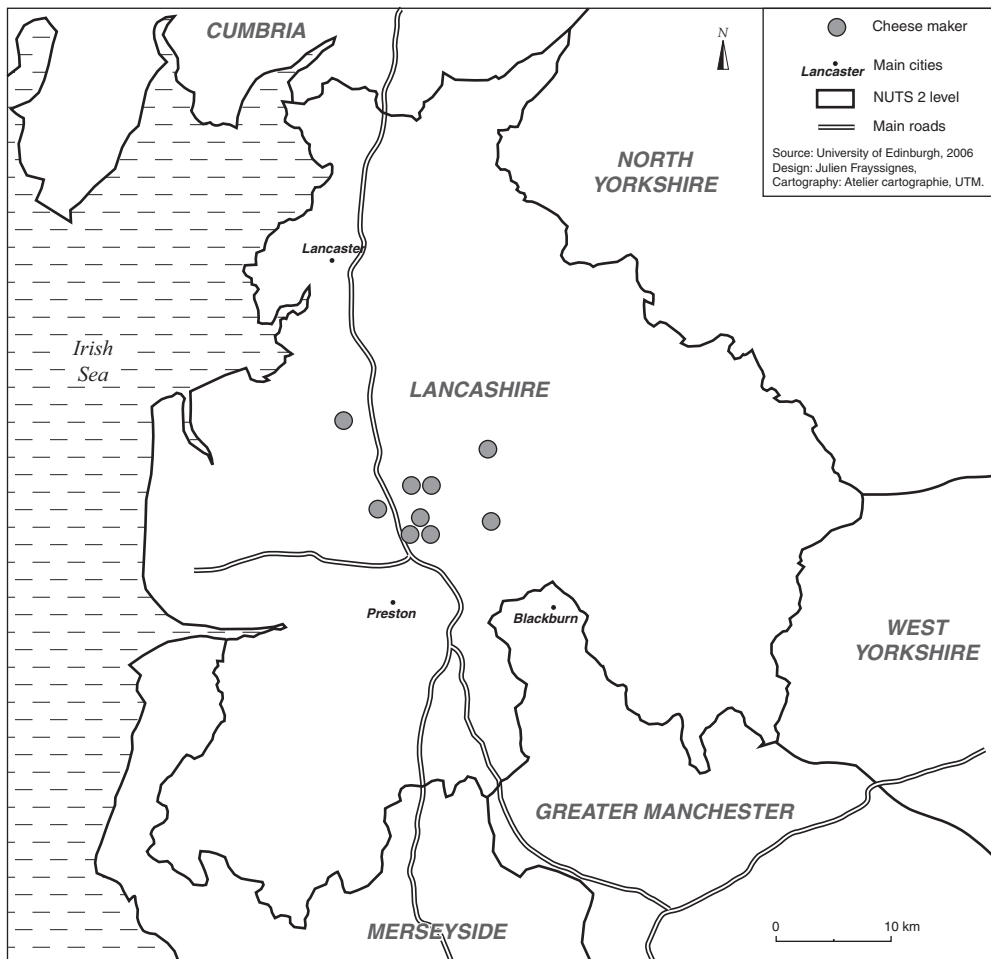 CUMBRIA
N
Cheese maker
Lancaster Main cities
NUTS 2 level
Main roads
Source: University of Edinburgh, 2006
Design: Julien Frayssignes,
Cartography: Atelier cartographie, UTM.
NORTH
YORKSHIRE
Lancaster
Irish
Sea
LANCASHIRE
Preston
Blackburn
WEST
YORKSHIRE
GREATER MANCHESTER
MERSEYSIDE
0 10 km